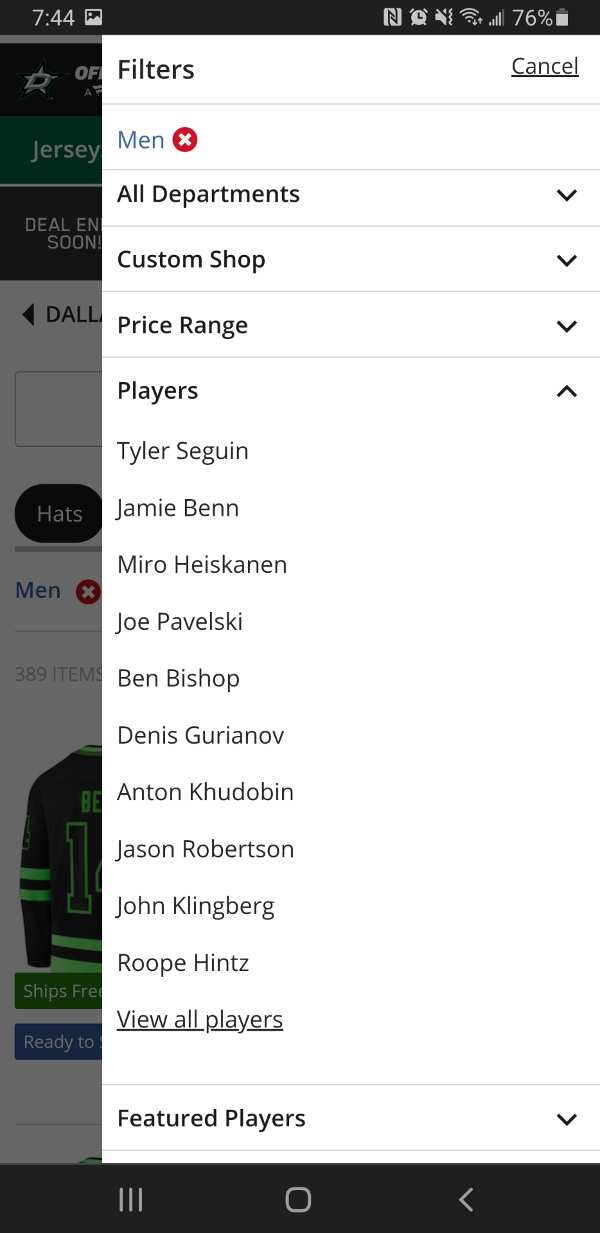 7:44
76%
Filters
Cancel
Men
All Departments
Custom Shop
Price Range
Players
Tyler Seguin
Jamie Benn
Miro Heiskanen
Joe Pavelski
Ben Bishop
Denis Gurianov
Anton Khudobin
Jason Robertson
John Klingberg
Roope Hintz
View all players
Featured Players
Jersey
DEAL EN
SOON!
DALL
Hats
Men
389 ITEMS
BE
14
Ships Free
Ready to